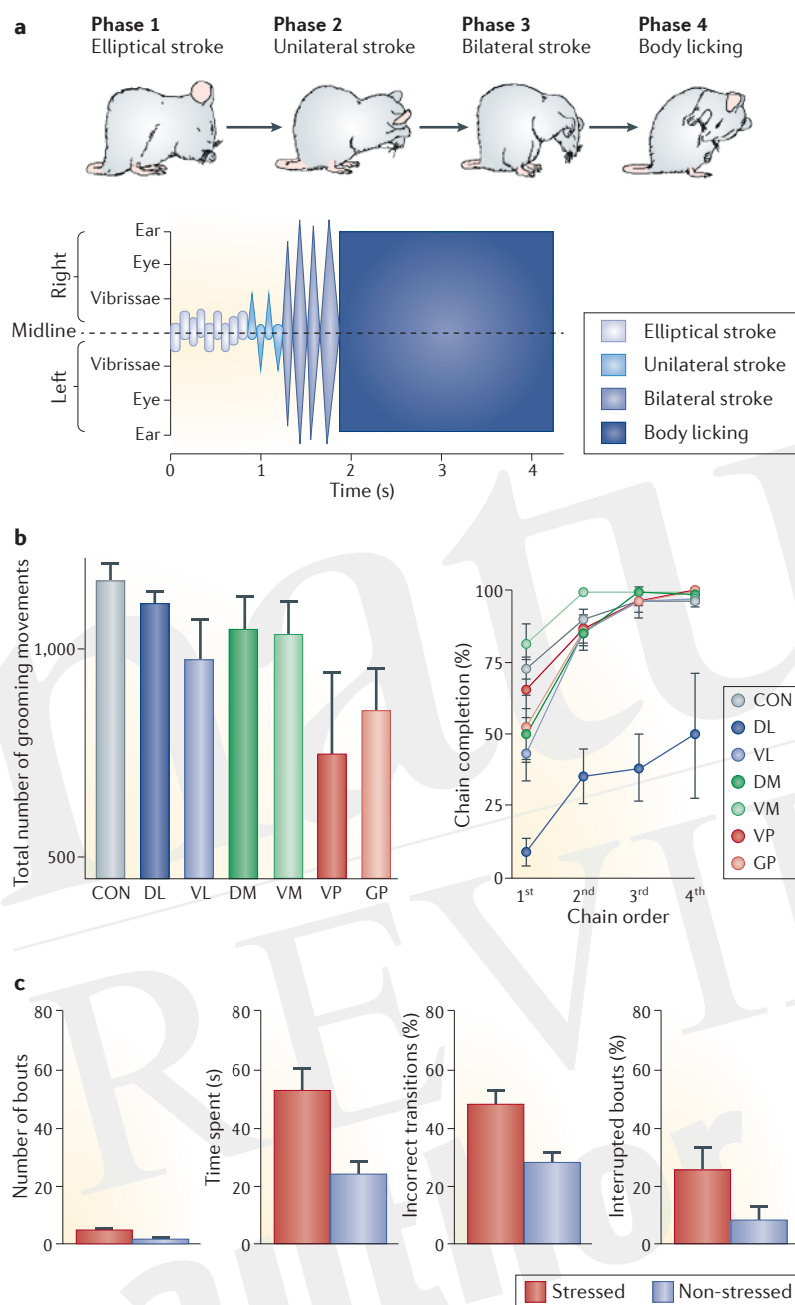 a
Phase 1
Elliptical stroke
Phase 2
Unilateral stroke
Phase 3
Bilateral stroke
Phase 4
Body licking
Right
Left
Ear
Eye
Vibrissae
Midline
Vibrissae
Eye
Ear
0 1 2 3 4
Time (s)
Elliptical stroke
Unilateral stroke
Bilateral stroke
Body licking
b
Total number of grooming movements
1,000
500
CON DL VL DM VM VP GP
Chain completion (%)
100
75
50
25
0
1st 2nd 3rd 4th
Chain order
CON
DL
VL
DM
VM
VP
GP
c
Number of bouts
80
60
40
20
0
Time spent (s)
80
60
40
20
0
Incorrect transitions (%)
80
60
40
20
0
Interrupted bouts (%)
80
60
40
20
0
Stressed Non-stressed
natu
REVIE
author